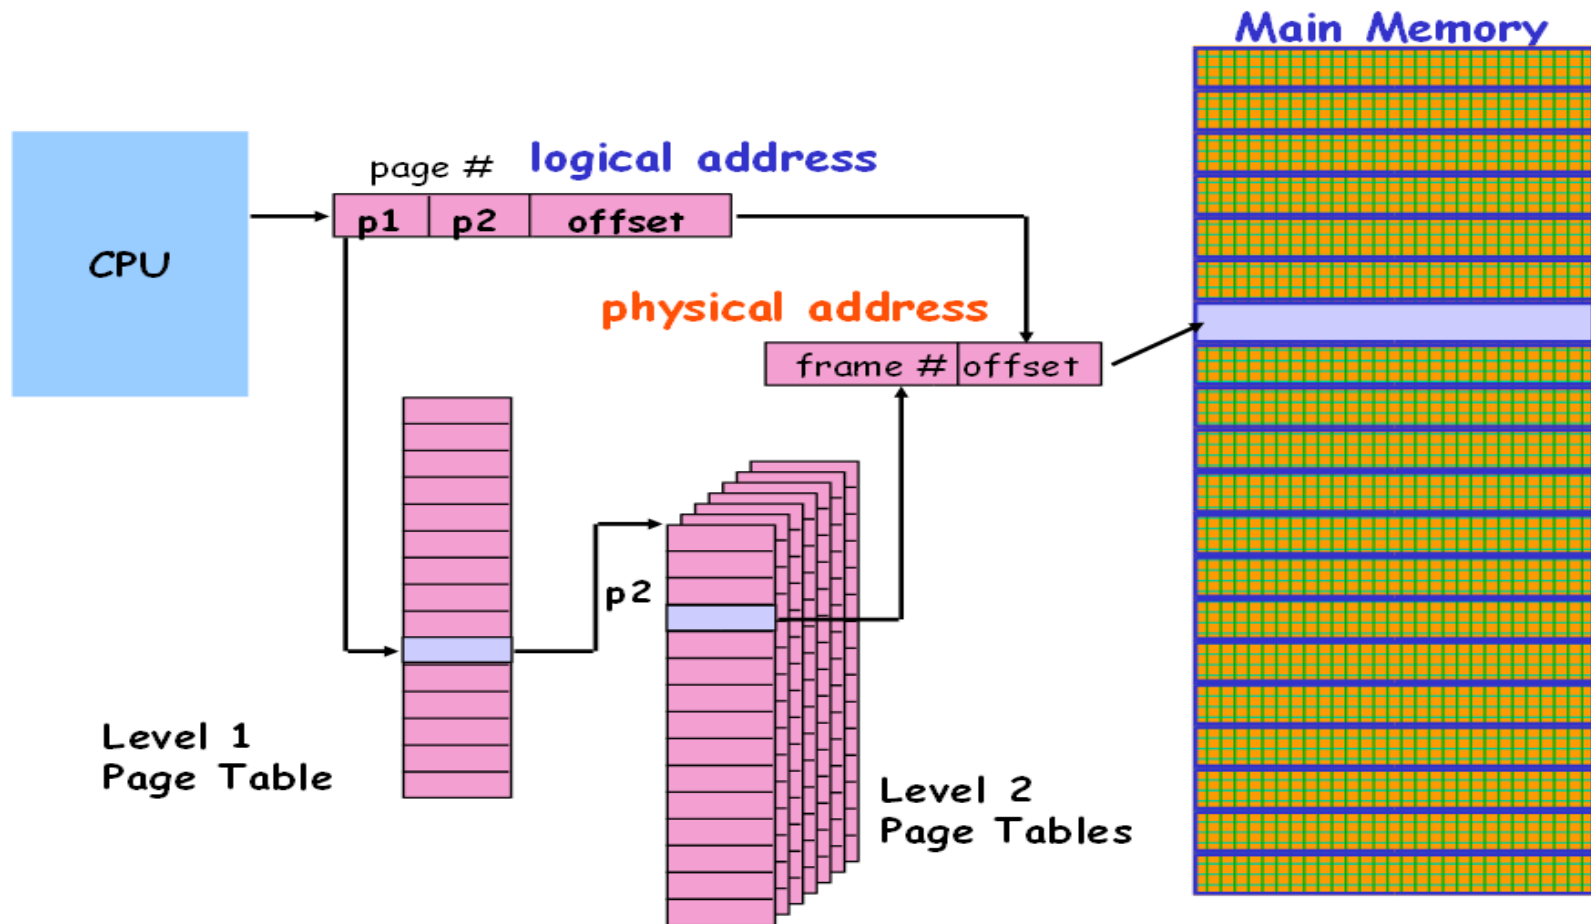 Main Memory
page # logical address
p1 p2 offset
CPU
physical address
frame # offset
p2
Level 1
Page Table
Level 2
Page Tables